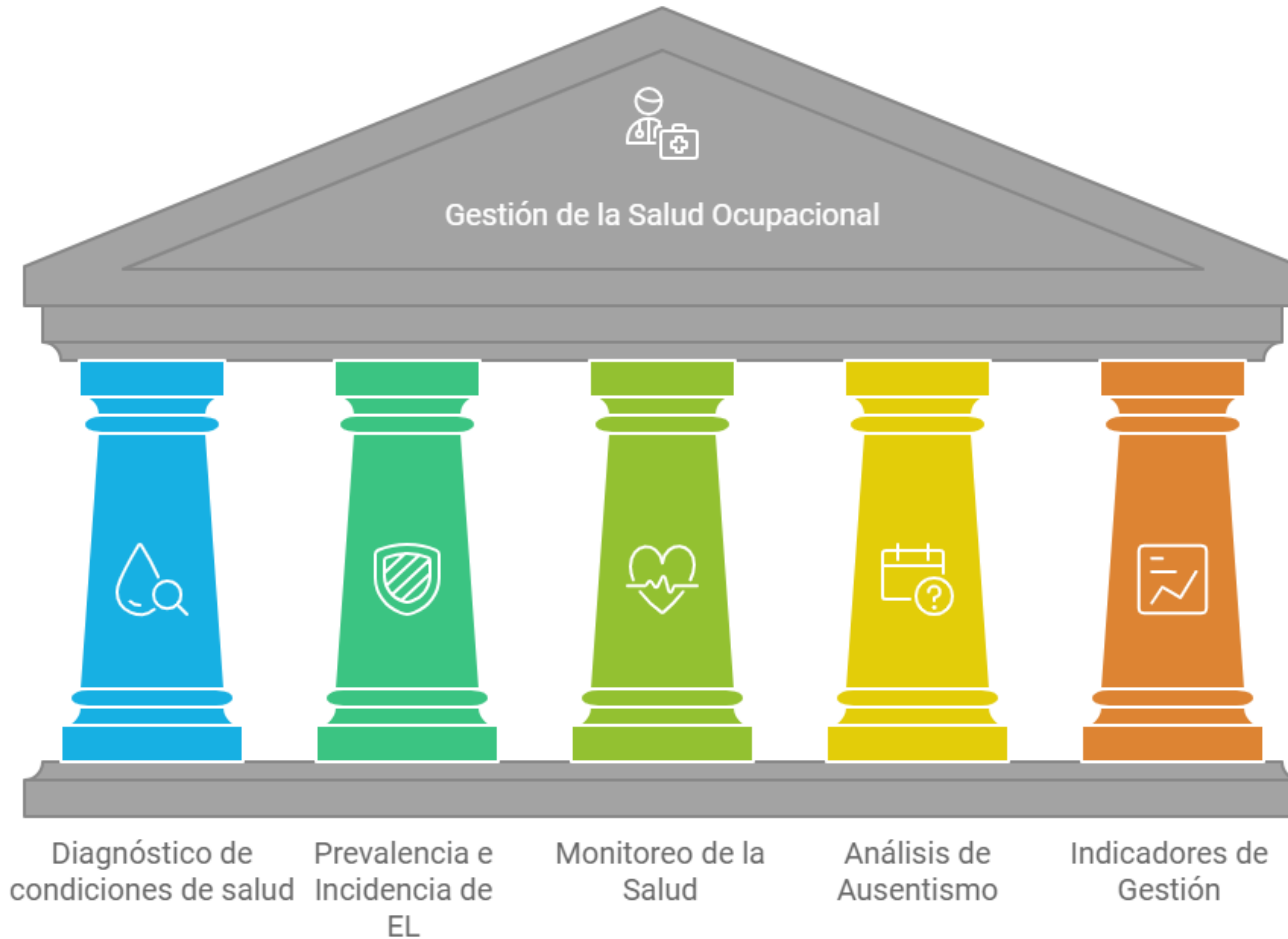 Gestión de la Salud Ocupacional
Diagnóstico de
condiciones de salud
Prevalencia e
Incidencia de
EL
Monitoreo de la
Salud
Análisis de
Ausentismo
Indicadores de
Gestión